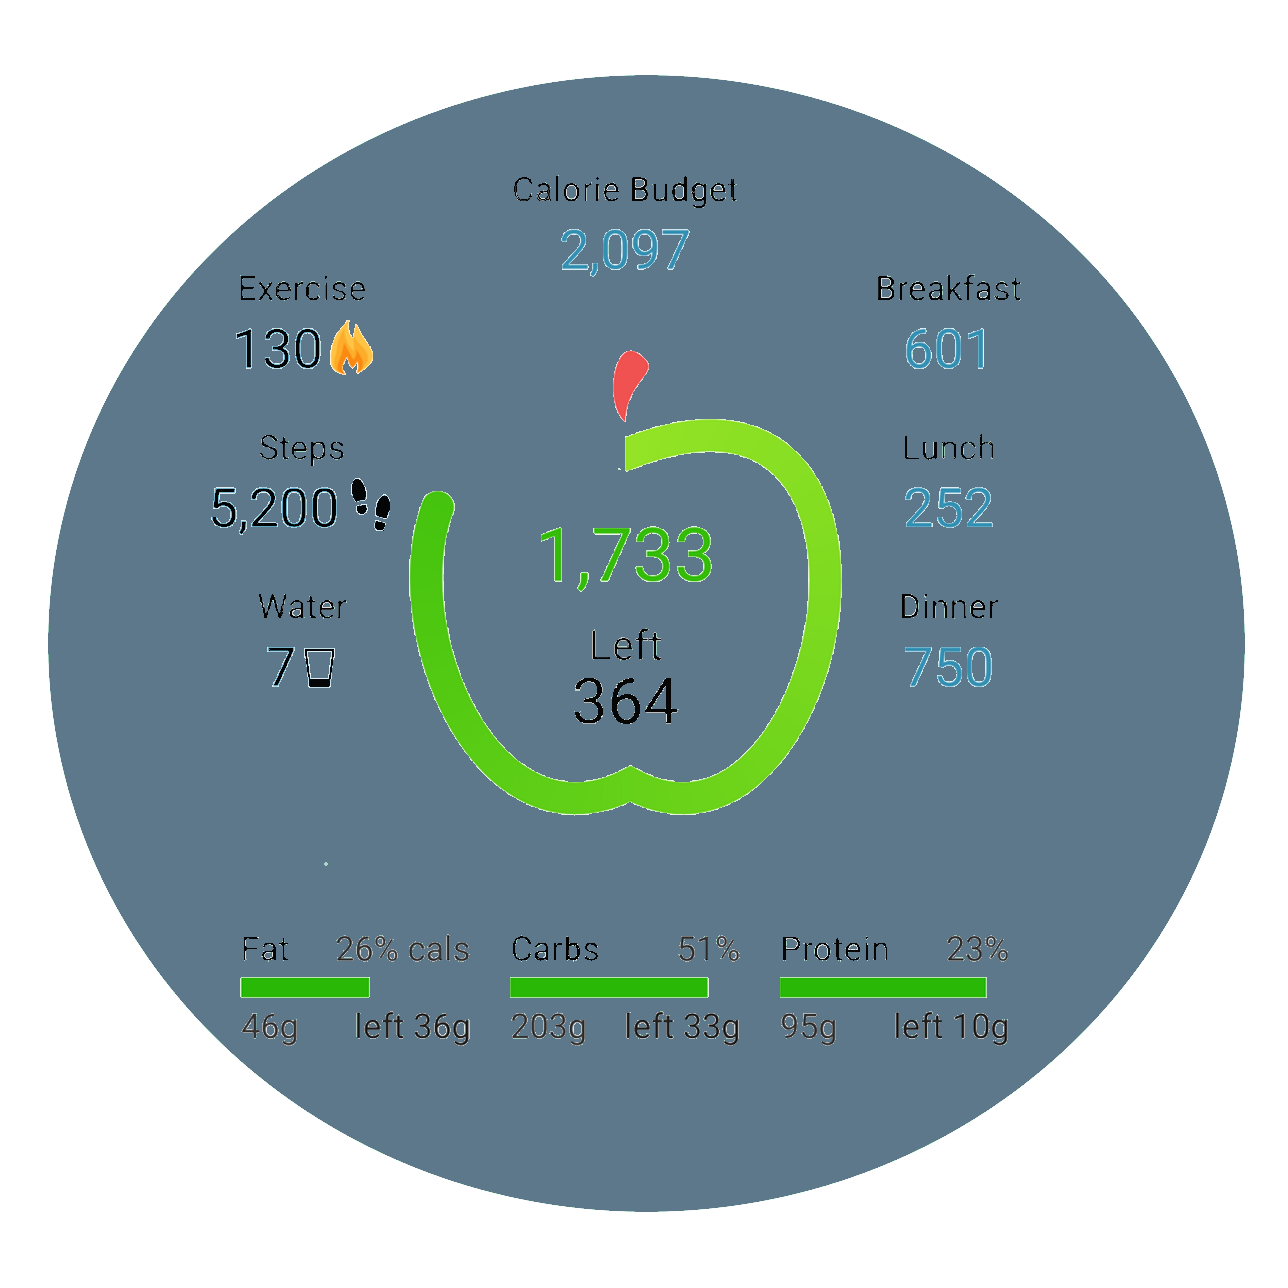 Calorie Budget
2,097
Exercise
130
Steps
5,200
Water
7
1,733
Left
364
Breakfast
601
Lunch
252
Dinner
750
Fat 26% cals
46g left 36g
Carbs 51%
203g left 33g
Protein 23%
95g left 10g